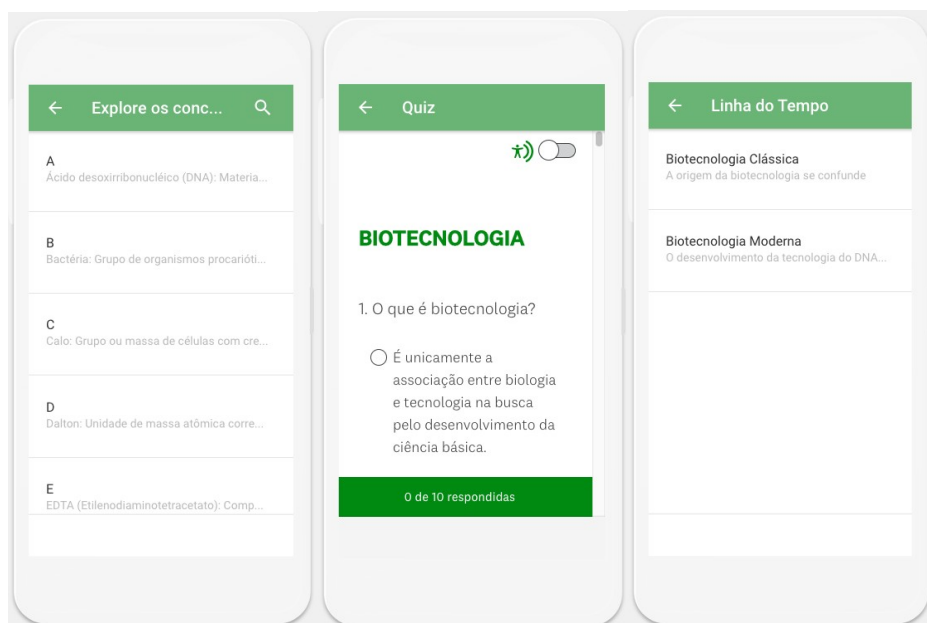 Explore os conc...
A
Ácido desoxirribonucléico (DNA): Materia...
B
Bactéria: Grupo de organismos procarióti...
C
Calo: Grupo ou massa de células com cre...
D
Dalton: Unidade de massa atômica corre...
E
EDTA (Etilenodiaminotetracetato): Comp...
Quiz
BIOTECNOLOGIA
1. O que é biotecnologia?
É unicamente a
associação entre biologia
e tecnologia na busca
pelo desenvolvimento da
ciência básica.
0 de 10 respondidas
Linha do Tempo
Biotecnologia Clássica
A origem da biotecnologia se confunde
Biotecnologia Moderna
O desenvolvimento da tecnologia do DNA...